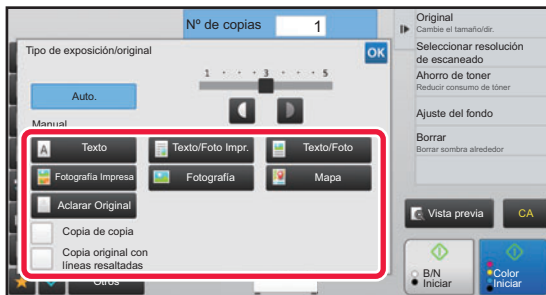 Nº de copias 1
Tipo de exposición/original
OK
1 · · · 3 · · · 5
Auto.
Manual
A Texto
Texto/Foto Impr.
Texto/Foto
Fotografía Impresa
Fotografía
Mapa
Aclarar Original
Copia de copia
Copia original con
líneas resaltadas
Otros
Original
Cambie el tamaño/dir.
Seleccionar resolución
de escaneado
Ahorro de toner
Reducir consumo de tóner
Ajuste del fondo
Borrar
Borrar sombra alrededor
Vista previa
CA
B/N
Iniciar
Color
Iniciar